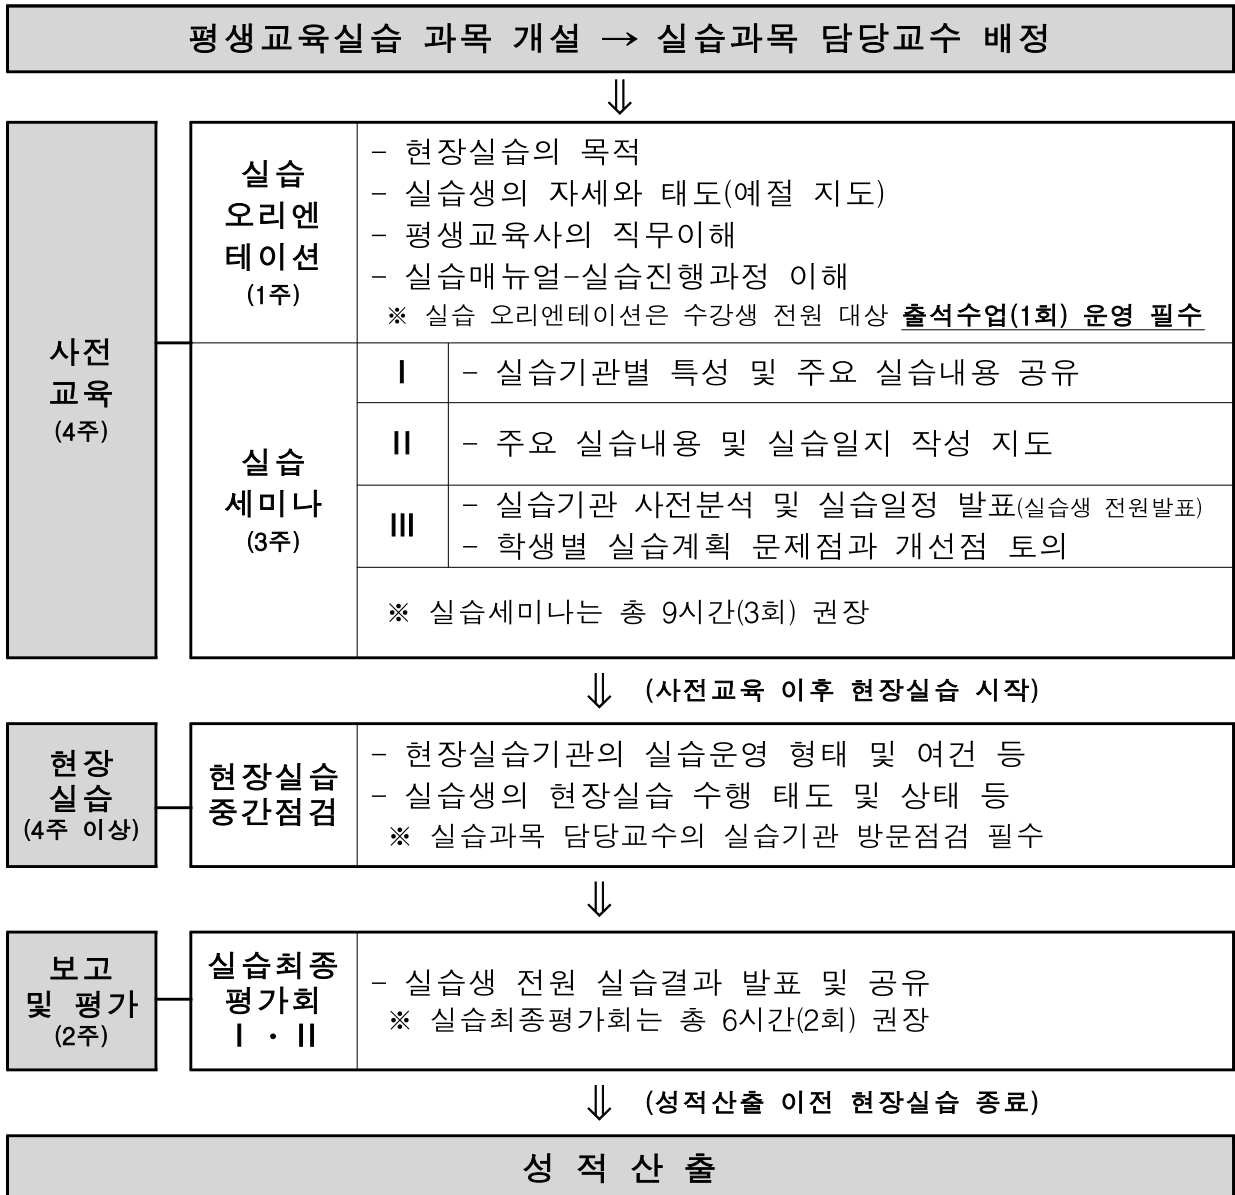 평생교육실습 과목 개설 → 실습과목 담당교수 배정
⇓
사전
교육
(4주)
실습
오리엔
테이션
(1주)
- 현장실습의 목적
- 실습생의 자세와 태도(예절 지도)
- 평생교육사의 직무이해
- 실습매뉴얼-실습진행과정 이해
※ 실습 오리엔테이션은 수강생 전원 대상 출석수업(1회) 운영 필수
실습
세미나
(3주)
Ⅰ
- 실습기관별 특성 및 주요 실습내용 공유
Ⅱ
- 주요 실습내용 및 실습일지 작성 지도
Ⅲ
- 실습기관 사전분석 및 실습일정 발표(실습생 전원발표)
- 학생별 실습계획 문제점과 개선점 토의
※ 실습세미나는 총 9시간(3회) 권장
⇓ (사전교육 이후 현장실습 시작)
현장
실습
(4주 이상)
현장실습
중간점검
- 현장실습기관의 실습운영 형태 및 여건 등
- 실습생의 현장실습 수행 태도 및 상태 등
※ 실습과목 담당교수의 실습기관 방문점검 필수
⇓
보고
및 평가
(2주)
실습최종
평가회
Ⅰ · Ⅱ
- 실습생 전원 실습결과 발표 및 공유
※ 실습최종평가회는 총 6시간(2회) 권장
⇓ (성적산출 이전 현장실습 종료)
성 적 산 출